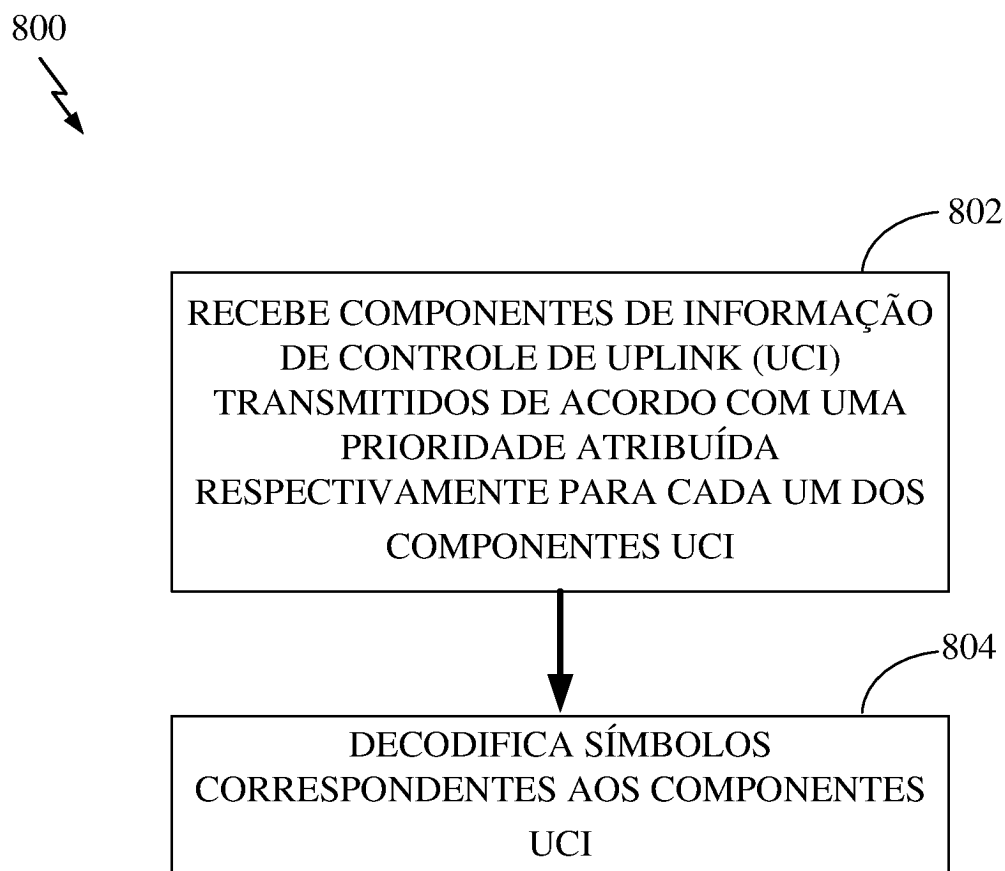 800
802
RECEBE COMPONENTES DE INFORMAÇÃO
DE CONTROLE DE UPLINK (UCI)
TRANSMITIDOS DE ACORDO COM UMA
PRIORIDADE ATRIBUÍDA
RESPECTIVAMENTE PARA CADA UM DOS
COMPONENTES UCI
804
DECODIFICA SÍMBOLOS
CORRESPONDENTES AOS COMPONENTES
UCI